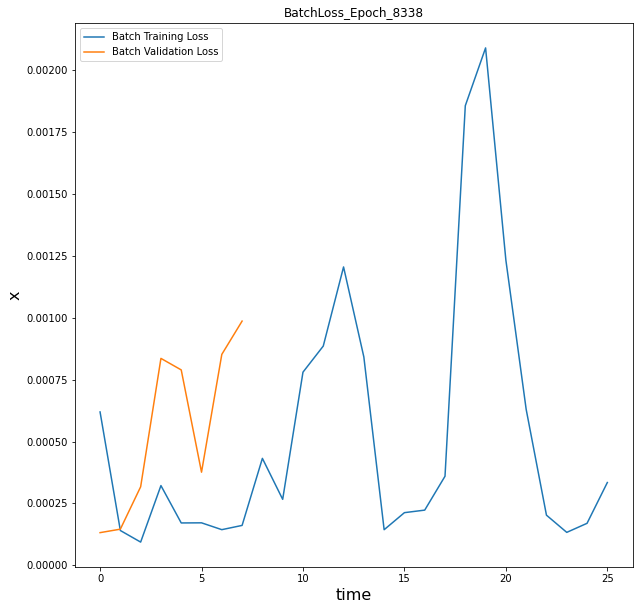 BatchLoss_Epoch_8338
Batch Training Loss
Batch Validation Loss
0.00200
0.00175
0.00150
0.00125
0.00100
0.00075
0.00050
0.00025
0.00000
x
0 5 10 15 20 25
time